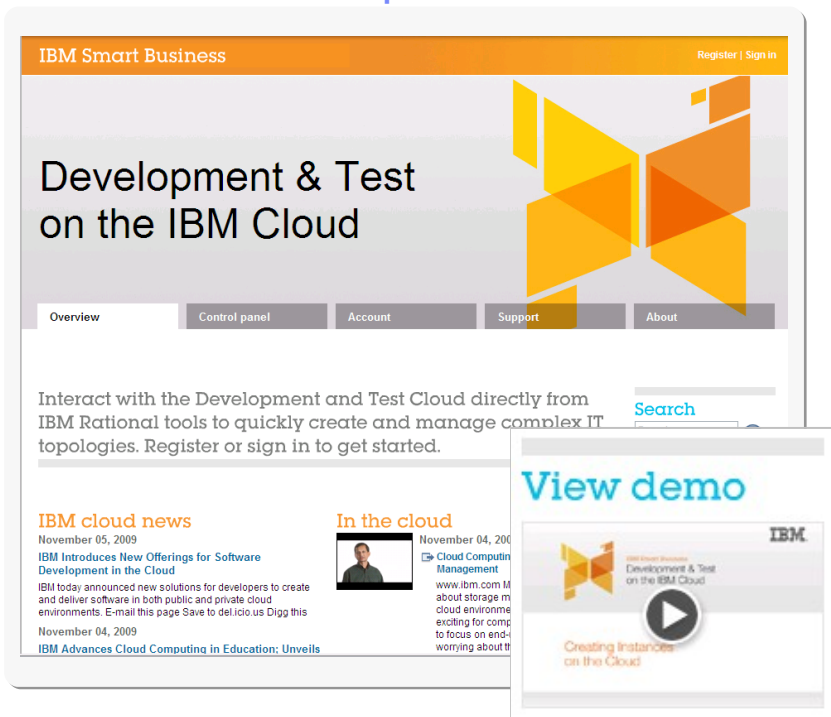 IBM Smart Business
Register | Sign in
Development & Test
on the IBM Cloud
Overview
Control panel
Account
Support
About
Interact with the Development and Test Cloud directly from
IBM Rational tools to quickly create and manage complex IT
topologies. Register or sign in to get started.
Search
IBM cloud news
November 05, 2009
IBM Introduces New Offerings for Software
Development in the Cloud
IBM today announced new solutions for developers to create
and deliver software in both public and private cloud
environments. E-mail this page Save to del.icio.us Digg this
November 04, 2009
IBM Advances Cloud Computing in Education; Unveils
In the cloud
November 04, 200
Cloud Computin
Management
www.ibm.com M
about storage m
cloud environme
exciting for comp
to focus on end-
worrying about th
View demo
IBM
IBM Smart Business
Development & Test
on the IBM Cloud
Creating Instances
on the Cloud